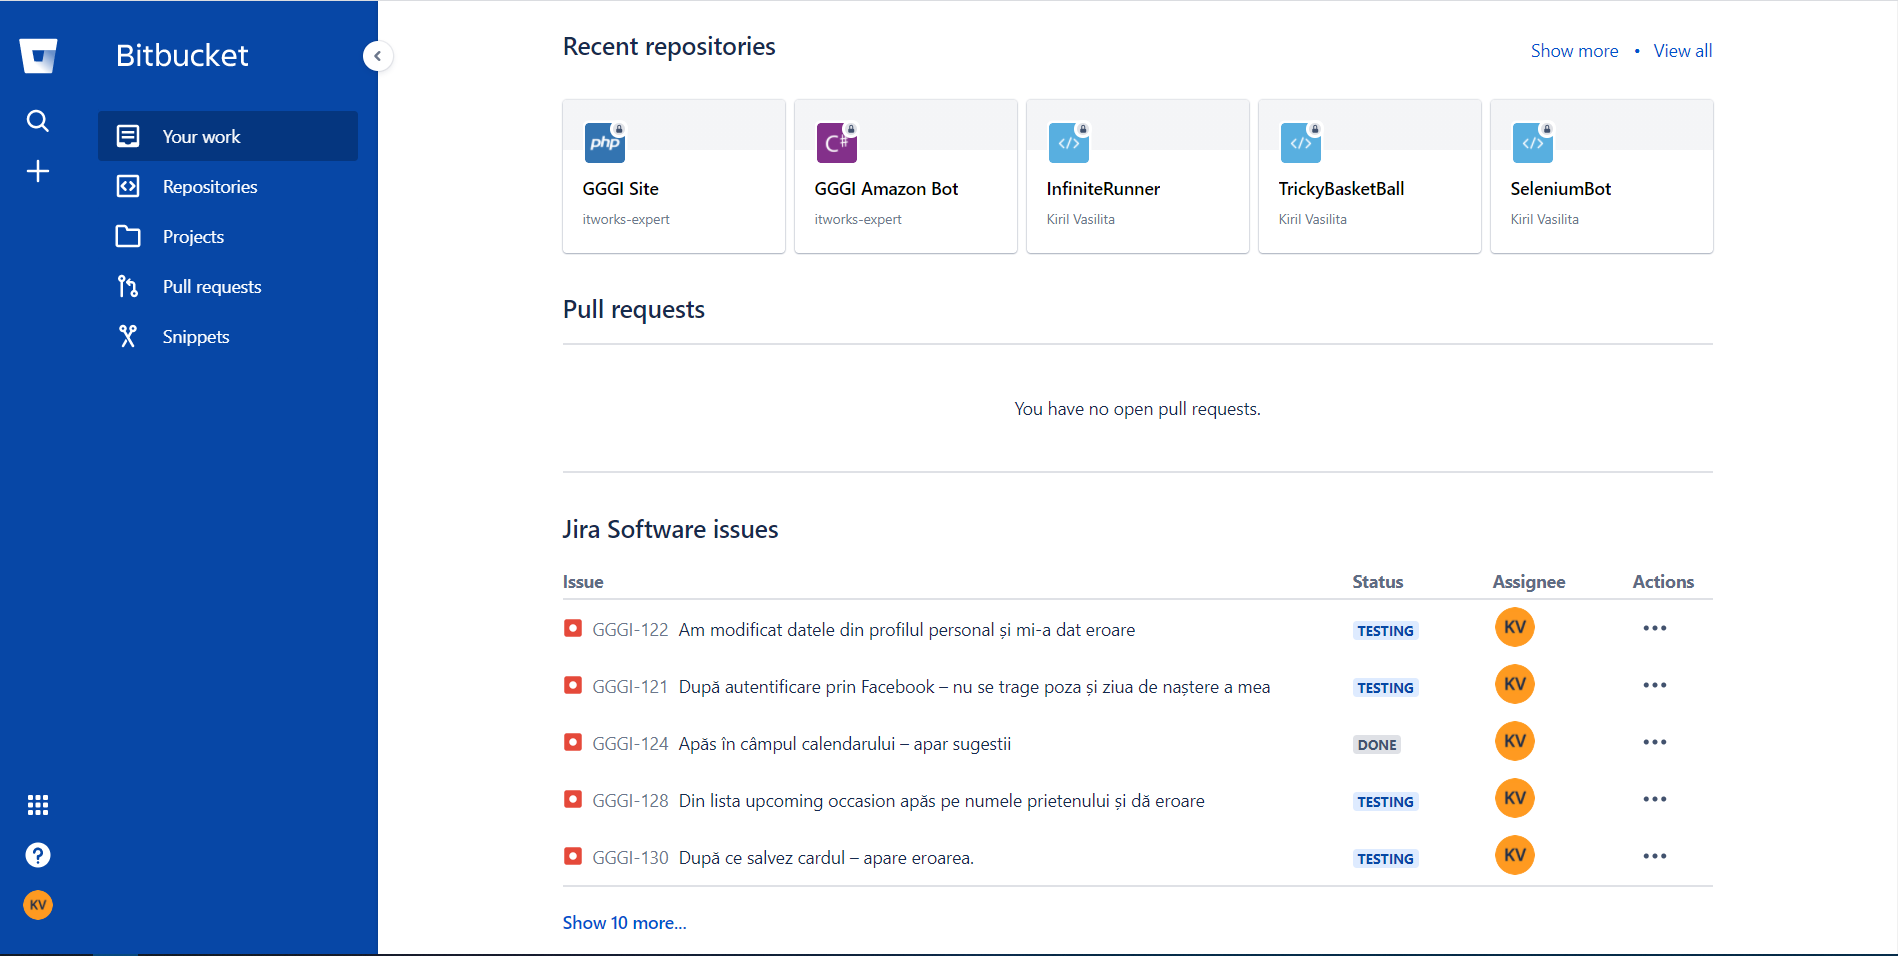 Bitbucket
Your work
Repositories
Projects
Pull requests
Snippets
KV
Recent repositories
Show more • View all
php
GGGI Site
itworks-expert
C#
GGGI Amazon Bot
itworks-expert
</>
InfiniteRunner
Kiril Vasilita
</>
TrickyBasketBall
Kiril Vasilita
</>
SeleniumBot
Kiril Vasilita
Pull requests
You have no open pull requests.
Jira Software issues
Issue Status Assignee Actions
GGGI-122 Am modificat datele din profilul personal și mi-a dat eroare TESTING KV
GGGI-121 După autentificare prin Facebook – nu se trage poza și ziua de naștere a mea TESTING KV
GGGI-124 Apăs în câmpul calendarului – apar sugestii DONE KV
GGGI-128 Din lista upcoming occasion apăs pe numele prietenului și dă eroare TESTING KV
GGGI-130 După ce salvez cardul – apare eroarea. TESTING KV
Show 10 more...